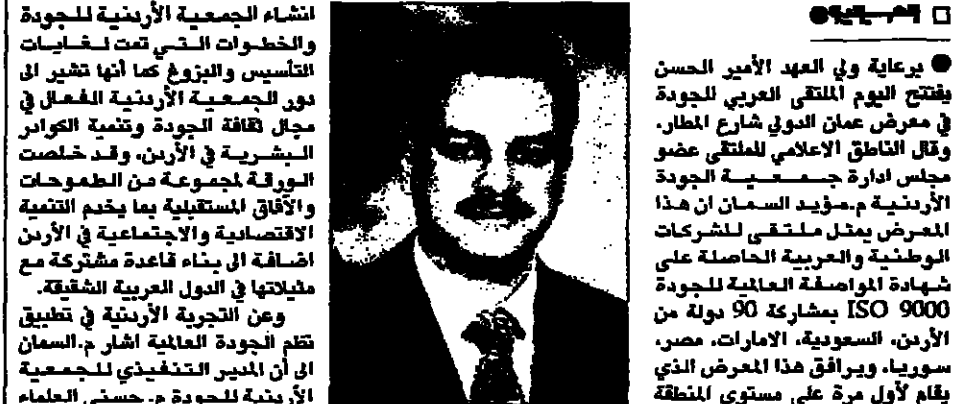 ● برعاية ولي العهد الأمير الحسن
يفتتح اليوم الملتقى العربي للجودة
في معرض عمان الدولي شارع المطار.
وقال الناطق الاعلامي للملتقى عضو
مجلس ادارة جمعية الجودة
الأردنية م.مؤيد السمان ان هذا
المعرض يمثل ملتقى للشركات
الوطنية والعربية الحاصلة على
شهادة المواصفة العالمية للجودة
ISO 9000 بمشاركة 90 دولة من
الأردن، السعودية، الامارات، مصر،
سوريا، ويرافق هذا المعرض الذي
يقام لأول مرة على مستوى المنطقة
انشاء الجمعية الأردنية للجودة
والخطوات التي تمت لغايات
التأسيس والبزوغ كما أنها تشير الى
دور الجمعية الأردنية الفعال في
مجال ثقافة الجودة وتنمية الكوادر
البشرية في الأردن، وقد خلصت
الورقة لمجموعة من الطموحات
والآفاق المستقبلية بما يخدم التنمية
الاقتصادية والاجتماعية في الأردن
اضافة الى بناء قاعدة مشتركة مع
مثيلاتها في الدول العربية الشقيقة.
وعن التجربة الأردنية في تطبيق
نظم الجودة العالمية اشار م.السمان
الى أن المدير التنفيذي للجمعية
الأردنية للجودة م. حسني العلماء